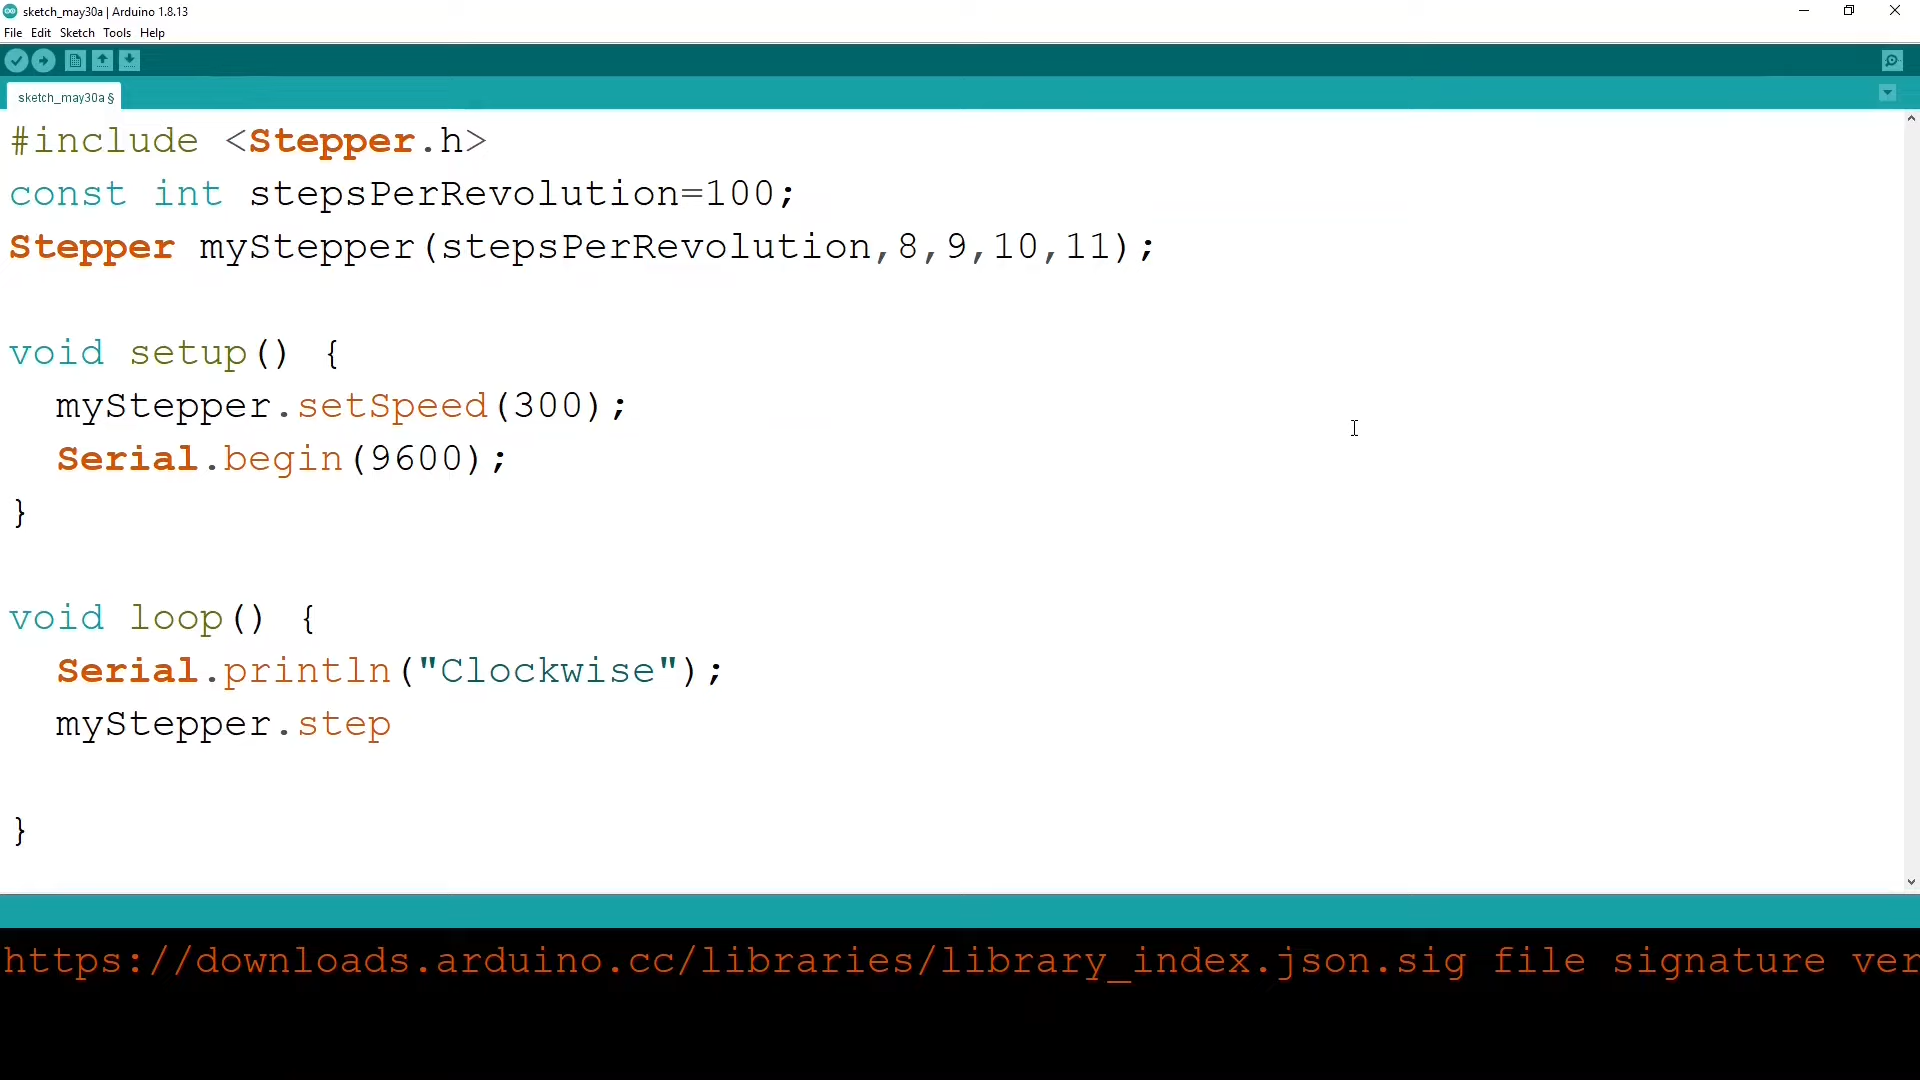 sketch_may30a | Arduino 1.8.13
File Edit Sketch Tools Help
sketch_may30a §
#include <Stepper.h>
const int stepsPerRevolution=100;
Stepper myStepper(stepsPerRevolution,8,9,10,11);
void setup() {
myStepper.setSpeed(300);
Serial.begin(9600);
}
void loop() {
Serial.println("Clockwise");
myStepper.step
}
https://downloads.arduino.cc/libraries/library_index.json.sig file signature ver